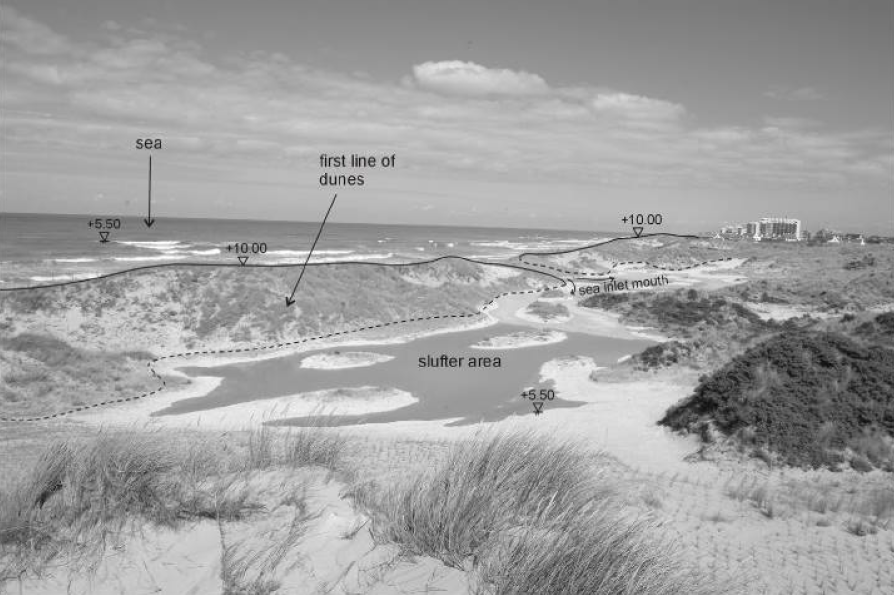 sea
first line of
dunes
+5.50
+10.00
+10.00
sea inlet mouth
slufter area
+5.50